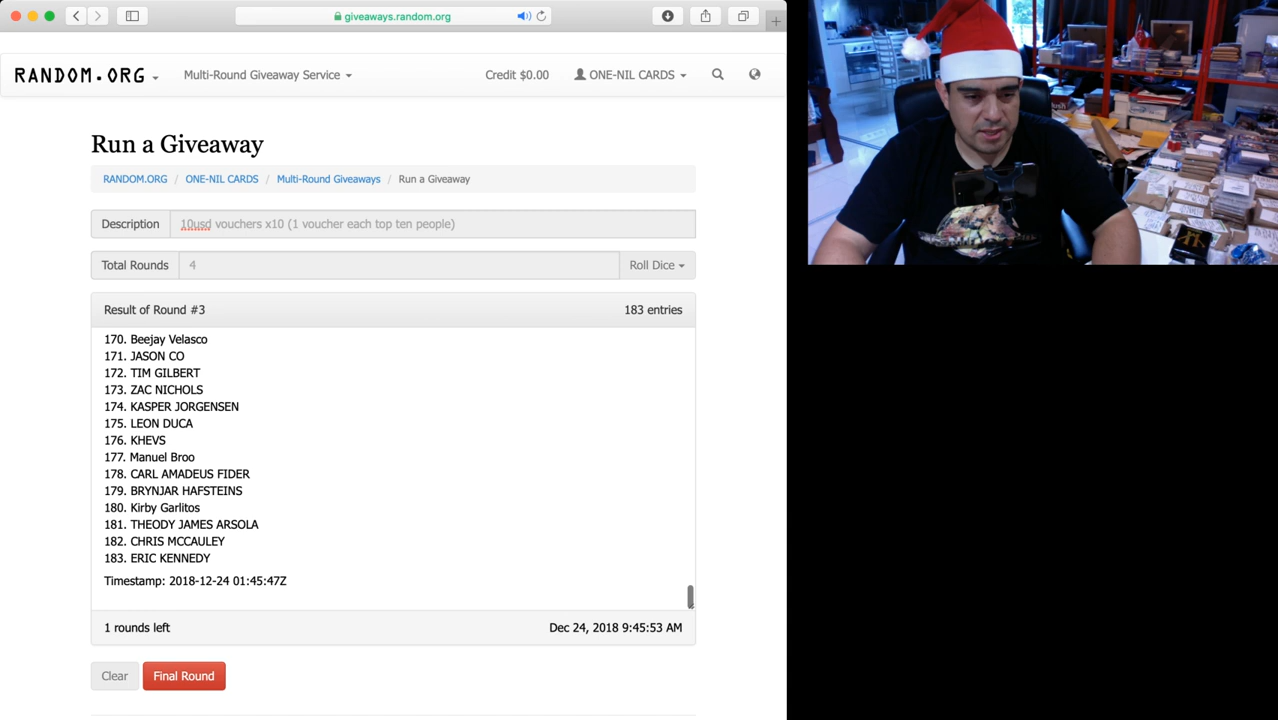 giveaways.random.org
RANDOM.ORG
Multi-Round Giveaway Service
Credit $0.00
ONE-NIL CARDS
Run a Giveaway
RANDOM.ORG / ONE-NIL CARDS / Multi-Round Giveaways / Run a Giveaway
Description 10usd vouchers x10 (1 voucher each top ten people)
Total Rounds 4 Roll Dice
Result of Round #3 183 entries
170. Beejay Velasco
171. JASON CO
172. TIM GILBERT
173. ZAC NICHOLS
174. KASPER JORGENSEN
175. LEON DUCA
176. KHEVS
177. Manuel Broo
178. CARL AMADEUS FIDER
179. BRYNJAR HAFSTEINS
180. Kirby Garlitos
181. THEODY JAMES ARSOLA
182. CHRIS MCCAULEY
183. ERIC KENNEDY
Timestamp: 2018-12-24 01:45:47Z
1 rounds left Dec 24, 2018 9:45:53 AM
Clear Final Round